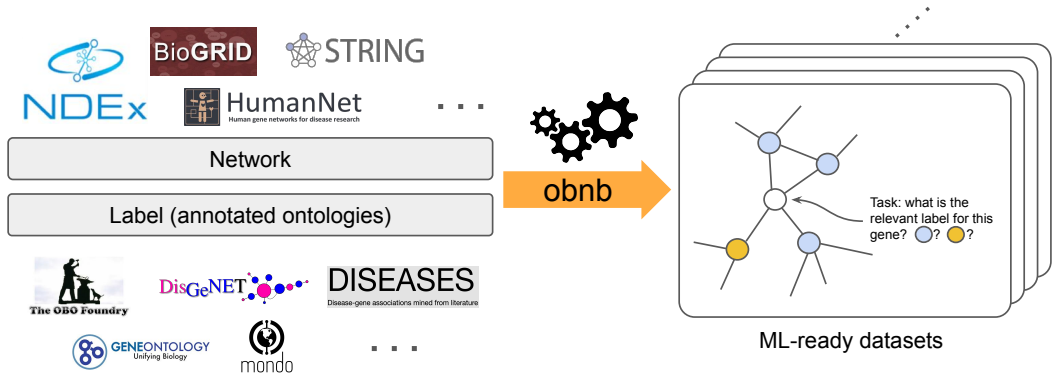 NDEx
BioGRID
STRING
HumanNet
Human gene networks for disease research
. . .
Network
Label (annotated ontologies)
The OBO Foundry
DisGeNET
DISEASES
Disease-gene associations mined from literature
GENEONTOLOGY
Unifying Biology
mondo
. . .
obnb
. . . . .
Task: what is the
relevant label for this
gene? ? ?
ML-ready datasets